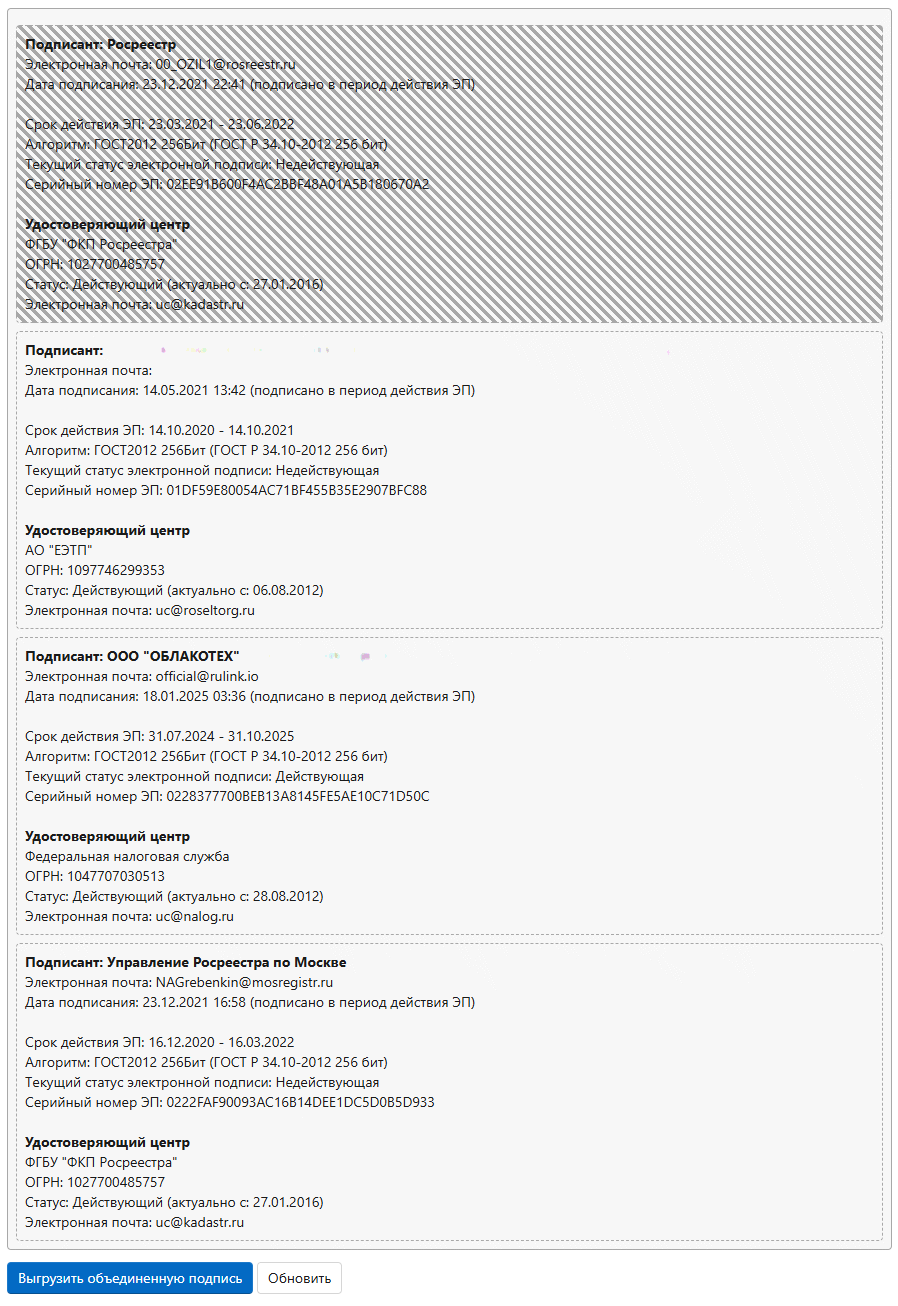 Подписант: Росреестр
Электронная почта: 00_OZIL1@rosreestr.ru
Дата подписания: 23.12.2021 22:41 (подписано в период действия ЭП)
Срок действия ЭП: 23.03.2021 - 23.06.2022
Алгоритм: ГОСТ2012 256Бит (ГОСТ Р 34.10-2012 256 бит)
Текущий статус электронной подписи: Недействующая
Серийный номер ЭП: 02EE91B600F4AC2BBF48A01A5B180670A2
Удостоверяющий центр
ФГБУ "ФКП Росреестра"
ОГРН: 1027700485757
Статус: Действующий (актуально с: 27.01.2016)
Электронная почта: uc@kadastr.ru
Подписант:
Электронная почта:
Дата подписания: 14.05.2021 13:42 (подписано в период действия ЭП)
Срок действия ЭП: 14.10.2020 - 14.10.2021
Алгоритм: ГОСТ2012 256Бит (ГОСТ Р 34.10-2012 256 бит)
Текущий статус электронной подписи: Недействующая
Серийный номер ЭП: 01DF59E80054AC71BF455B35E2907BFC88
Удостоверяющий центр
АО "ЕЭТП"
ОГРН: 1097746299353
Статус: Действующий (актуально с: 06.08.2012)
Электронная почта: uc@roseltorg.ru
Подписант: ООО "ОБЛАКОТЕХ"
Электронная почта: official@rulink.io
Дата подписания: 18.01.2025 03:36 (подписано в период действия ЭП)
Срок действия ЭП: 31.07.2024 - 31.10.2025
Алгоритм: ГОСТ2012 256Бит (ГОСТ Р 34.10-2012 256 бит)
Текущий статус электронной подписи: Действующая
Серийный номер ЭП: 0228377700BEB13A8145FE5AE10C71D50C
Удостоверяющий центр
Федеральная налоговая служба
ОГРН: 1047707030513
Статус: Действующий (актуально с: 28.08.2012)
Электронная почта: uc@nalog.ru
Подписант: Управление Росреестра по Москве
Электронная почта: NAGrebenkin@mosregistr.ru
Дата подписания: 23.12.2021 16:58 (подписано в период действия ЭП)
Срок действия ЭП: 16.12.2020 - 16.03.2022
Алгоритм: ГОСТ2012 256Бит (ГОСТ Р 34.10-2012 256 бит)
Текущий статус электронной подписи: Недействующая
Серийный номер ЭП: 0222FAF90093AC16B14DEE1DC5D0B5D933
Удостоверяющий центр
ФГБУ "ФКП Росреестра"
ОГРН: 1027700485757
Статус: Действующий (актуально с: 27.01.2016)
Электронная почта: uc@kadastr.ru
Выгрузить объединенную подпись
Обновить